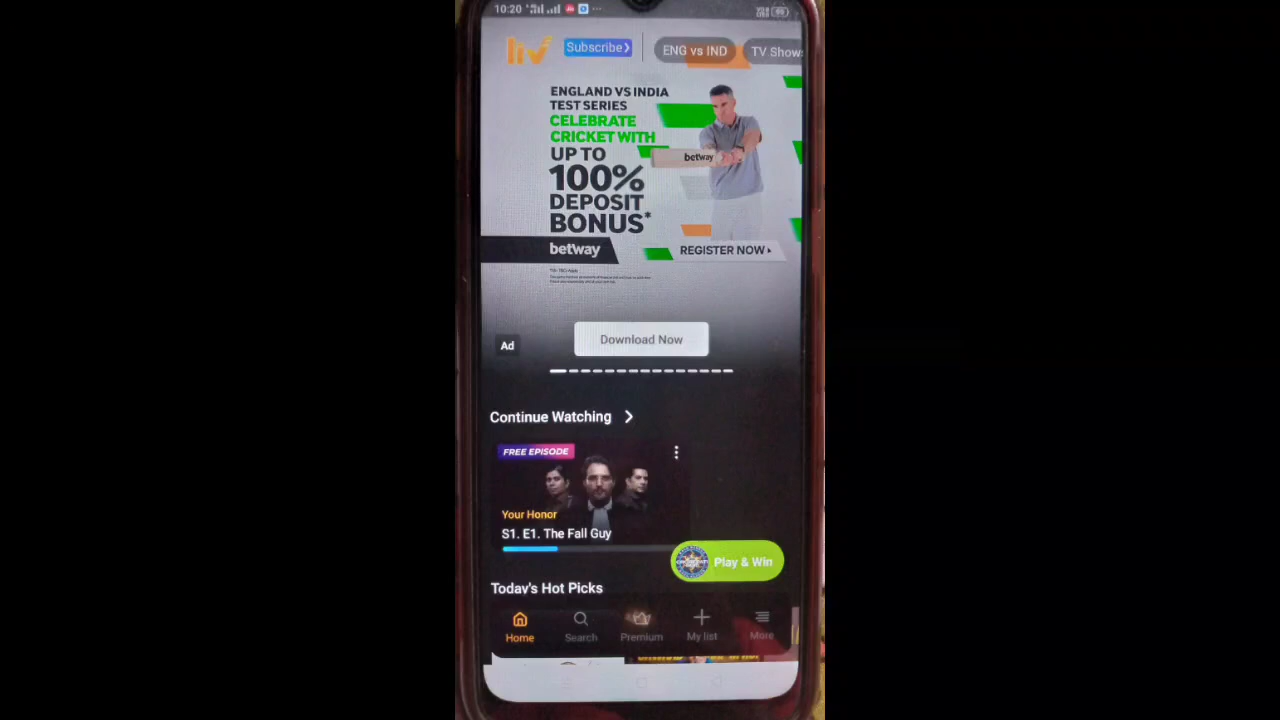 10:20
liv
Subscribe
ENG vs IND
TV Shows
ENGLAND VS INDIA
TEST SERIES
CELEBRATE
CRICKET WITH
UP TO
100%
DEPOSIT
BONUS*
betway
betway
REGISTER NOW
Ad
Download Now
Continue Watching
FREE EPISODE
Your Honor
S1. E1. The Fall Guy
Play & Win
Today's Hot Picks
Home
Search
Premium
My list
More